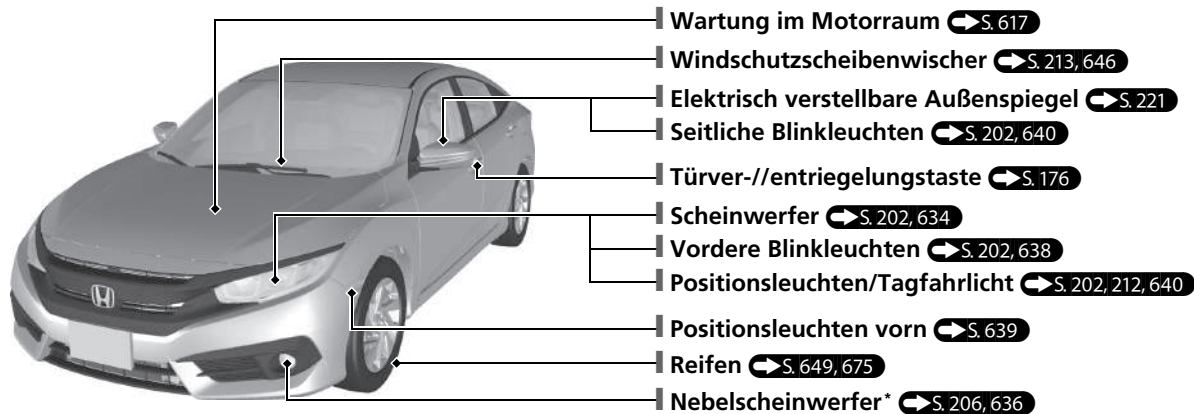 Wartung im Motorraum S. 617
Windschutzscheibenwischer S. 213, 646
Elektrisch verstellbare Außenspiegel S. 221
Seitliche Blinkleuchten S. 202, 640
Türver-//entriegelungstaste S. 176
Scheinwerfer S. 202, 634
Vordere Blinkleuchten S. 202, 638
Positionsleuchten/Tagfahrlicht S. 202, 212, 640
Positionsleuchten vorn S. 639
Reifen S. 649, 675
Nebelscheinwerfer* S. 206, 636